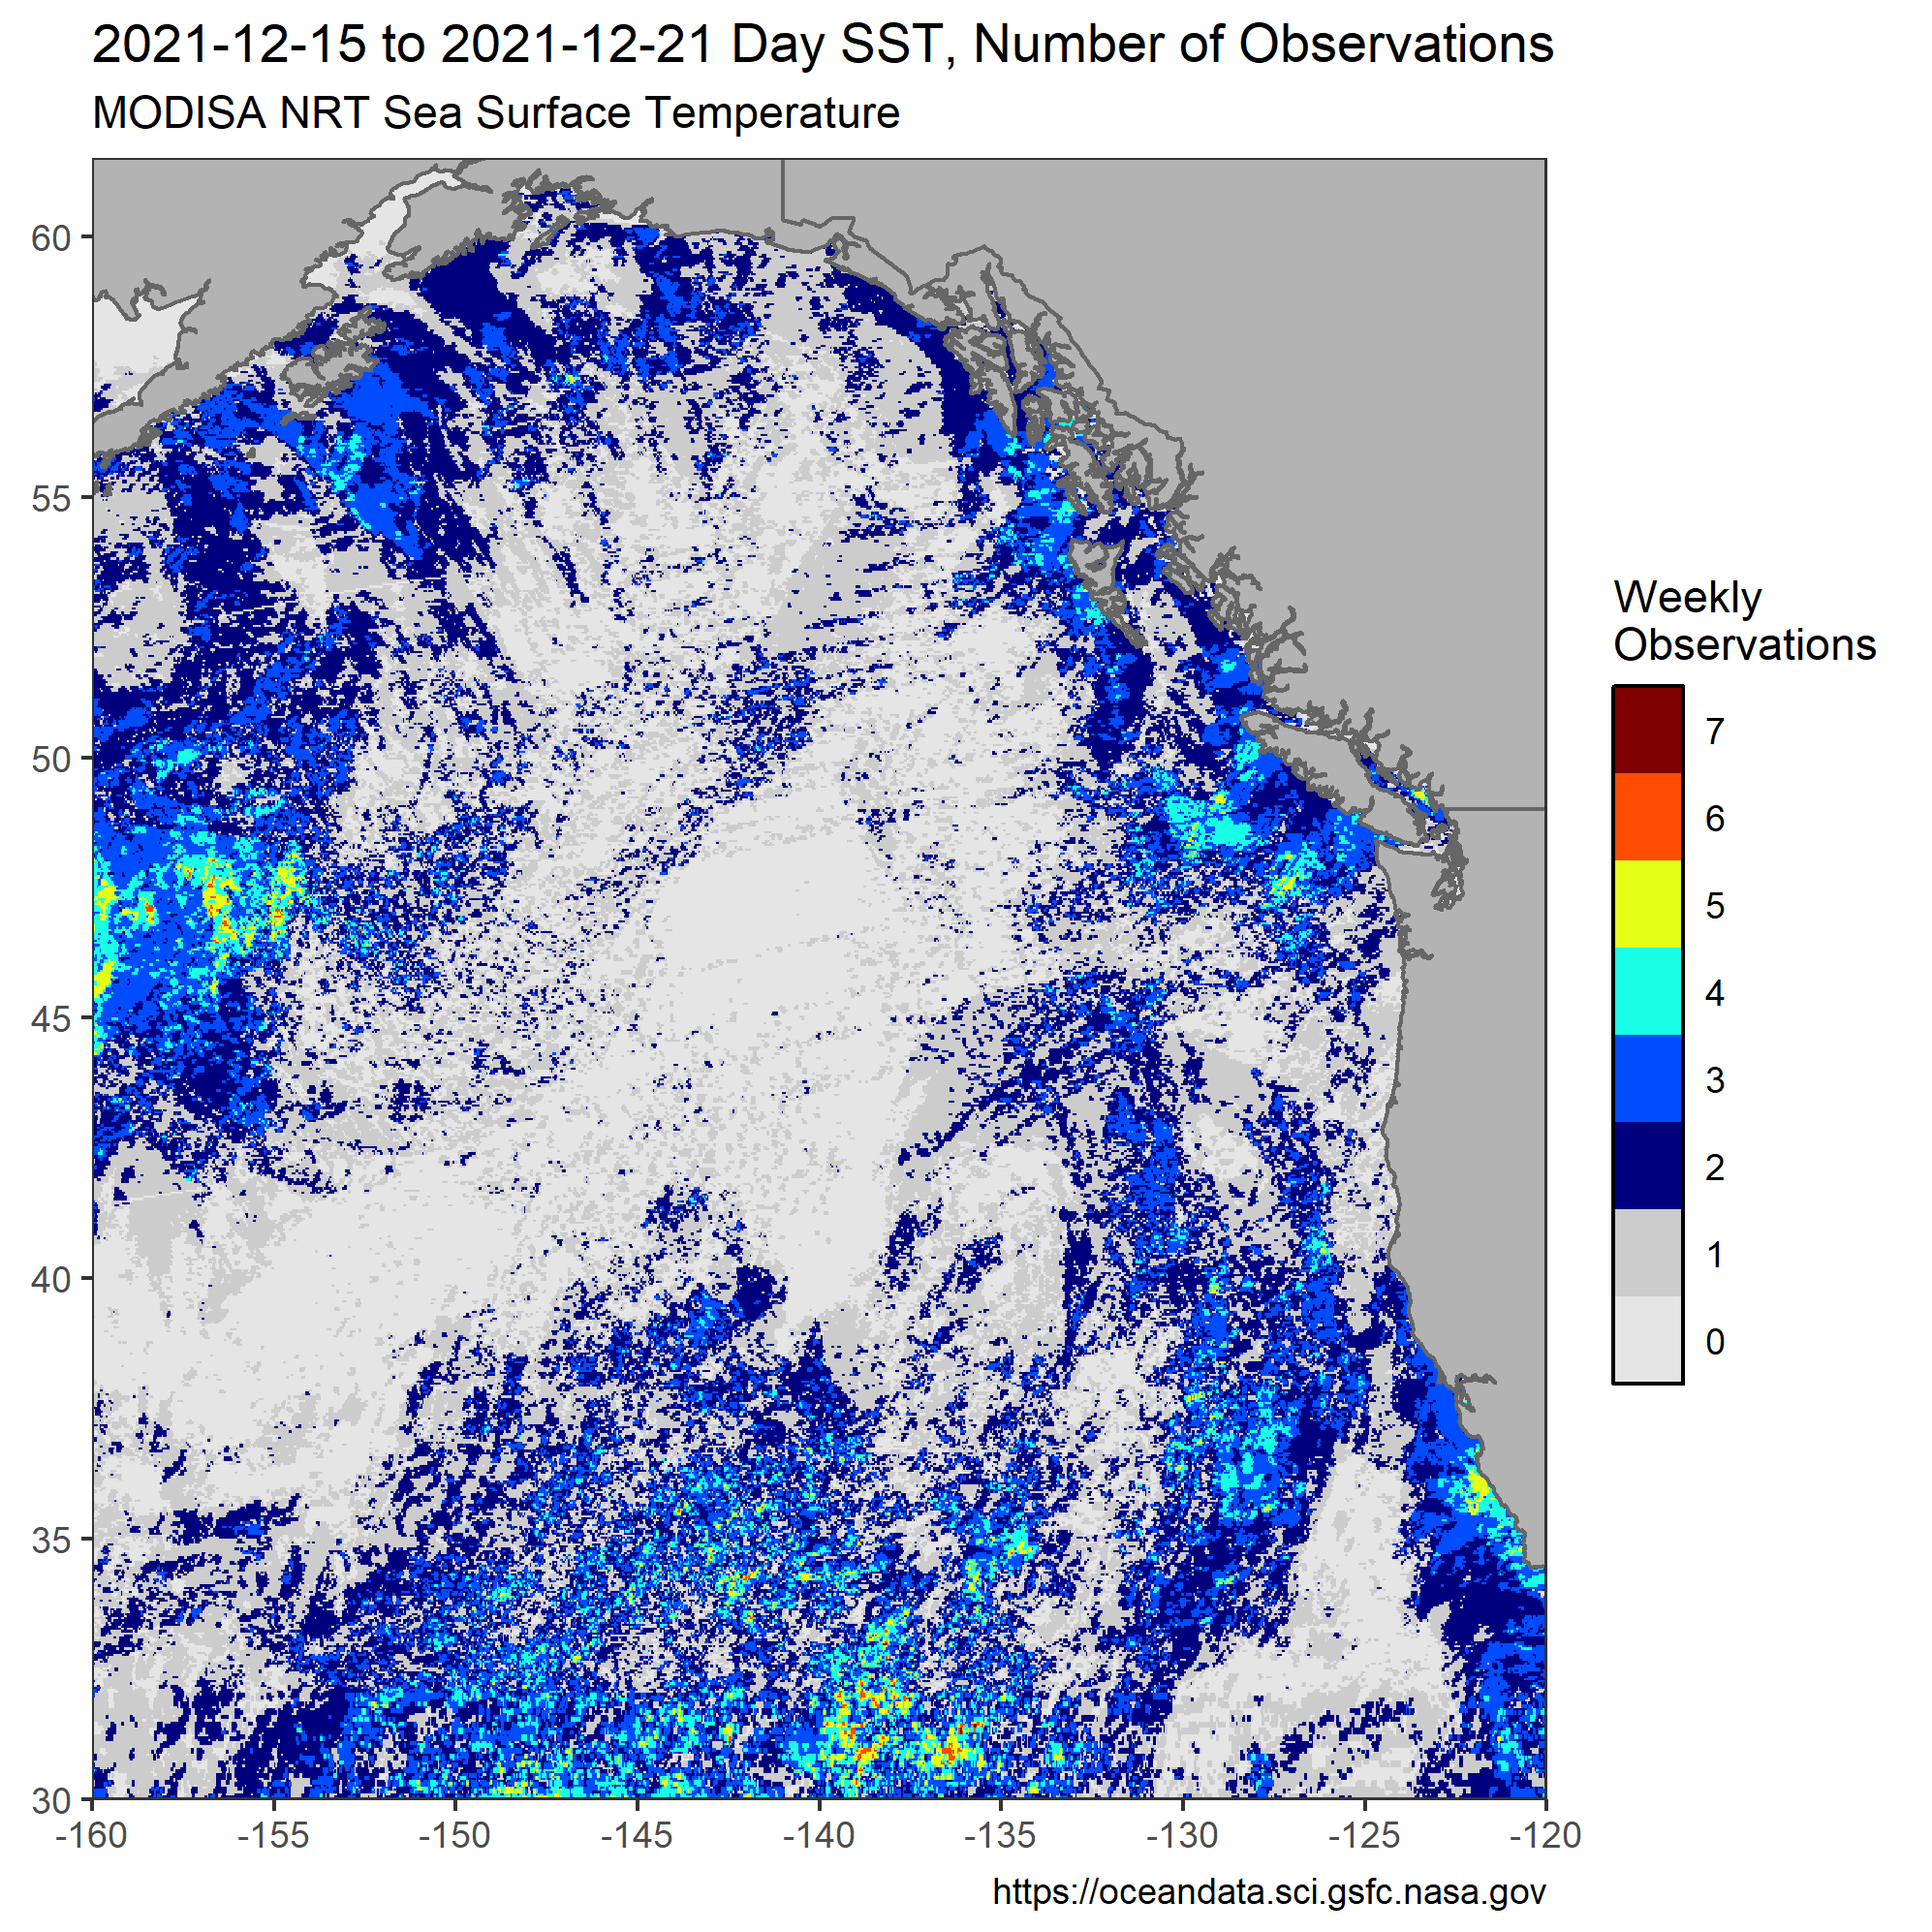 2021-12-15 to 2021-12-21 Day SST, Number of Observations
MODISA NRT Sea Surface Temperature
60
55
50
45
40
35
30
-160 -155 -150 -145 -140 -135 -130 -125 -120
Weekly
Observations
7
6
5
4
3
2
1
0
https://oceandata.sci.gsfc.nasa.gov